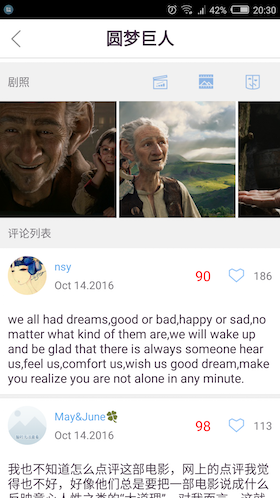 42% 20:30
圆梦巨人
剧照
评论列表
nsy
90
186
Oct 14.2016
we all had dreams,good or bad,happy or sad,no
matter what kind of them are,we will wake up
and be glad that there is always someone hear
us,feel us,comfort us,wish us good dream,make
you realize you are not alone in any minute.
May&June🍀
98
113
Oct 14.2016
我也不知道怎么点评这部电影，网上的点评我觉
得也不好，好像他们总是要把一部电影说成什么